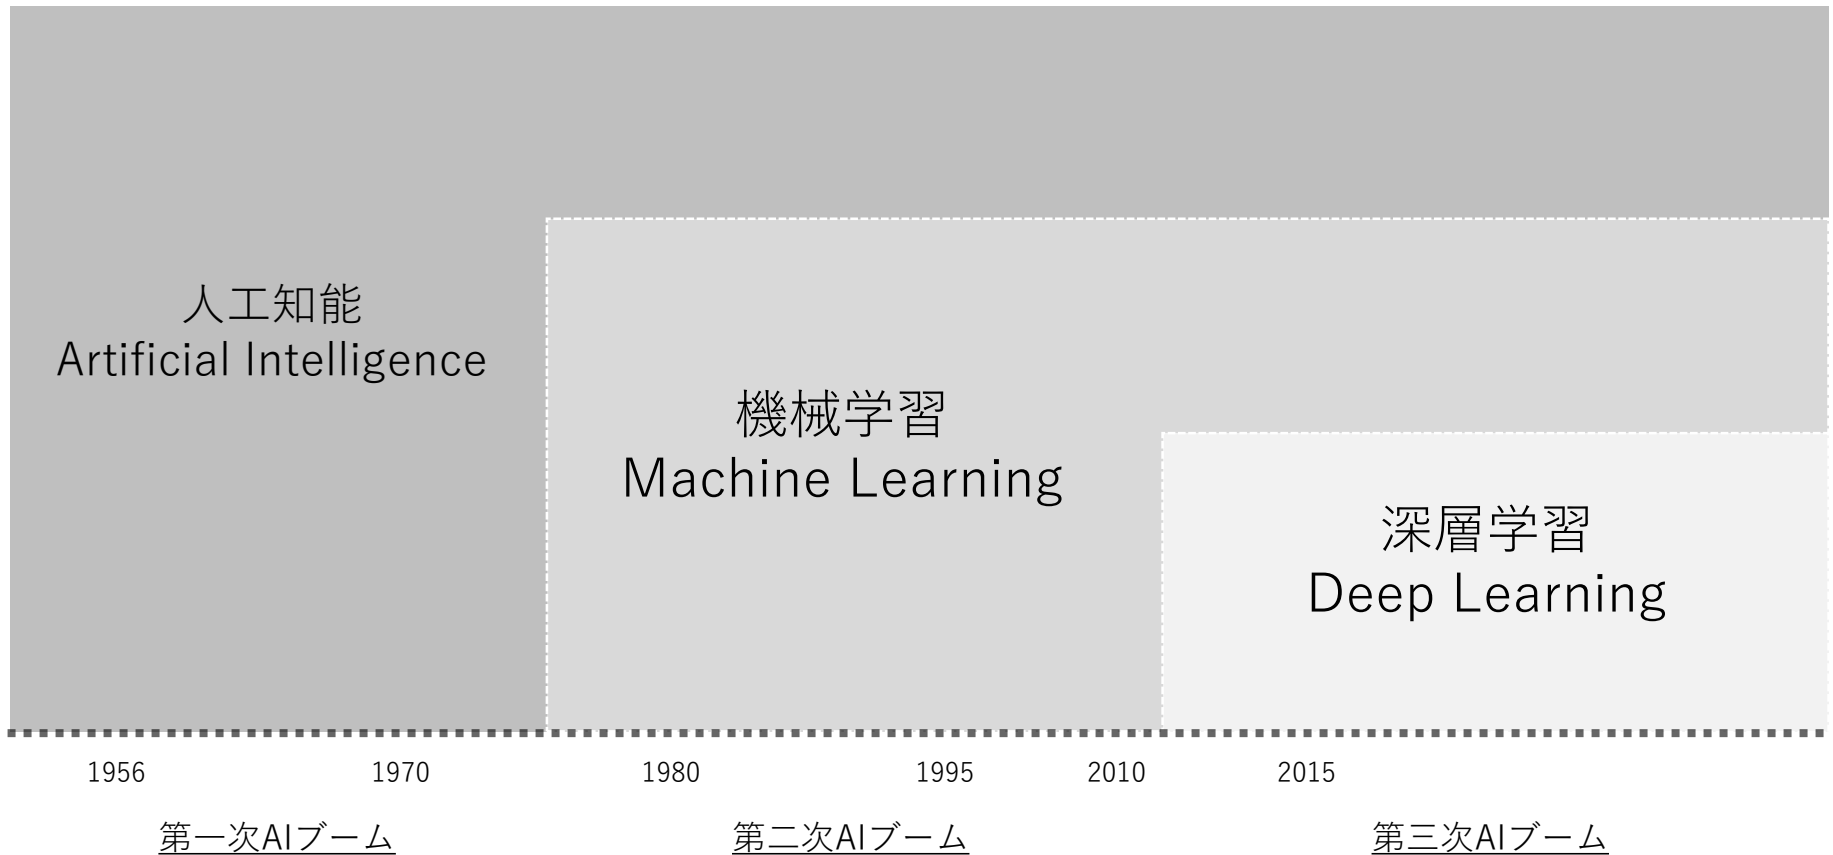 人工知能
Artificial Intelligence
機械学習
Machine Learning
深層学習
Deep Learning
1956 1970 1980 1995 2010 2015
第一次AIブーム 第二次AIブーム 第三次AIブーム